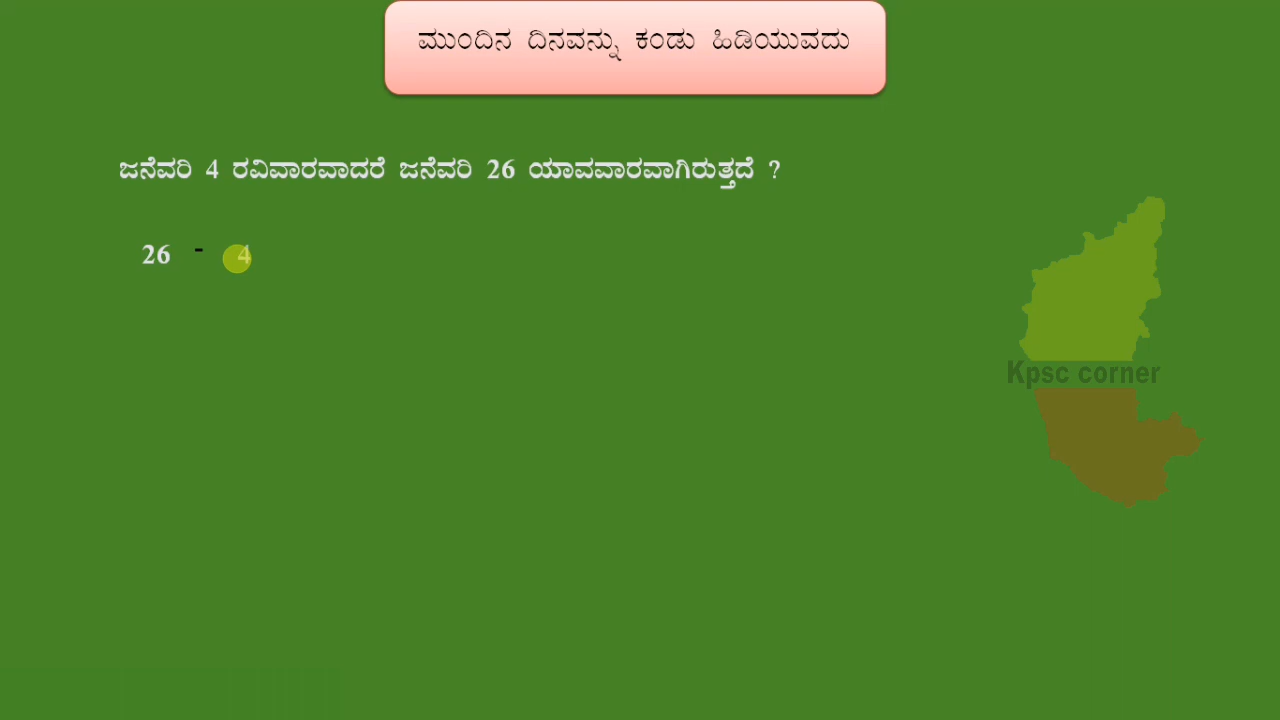 ಮುಂದಿನ ದಿನವನ್ನು ಕಂಡು ಹಿಡಿಯುವದು
ಜನೆವರಿ 4 ರವಿವಾರವಾದರೆ ಜನೆವರಿ 26 ಯಾವವಾರವಾಗಿರುತ್ತದೆ ?
26 - 4
Kpsc corner